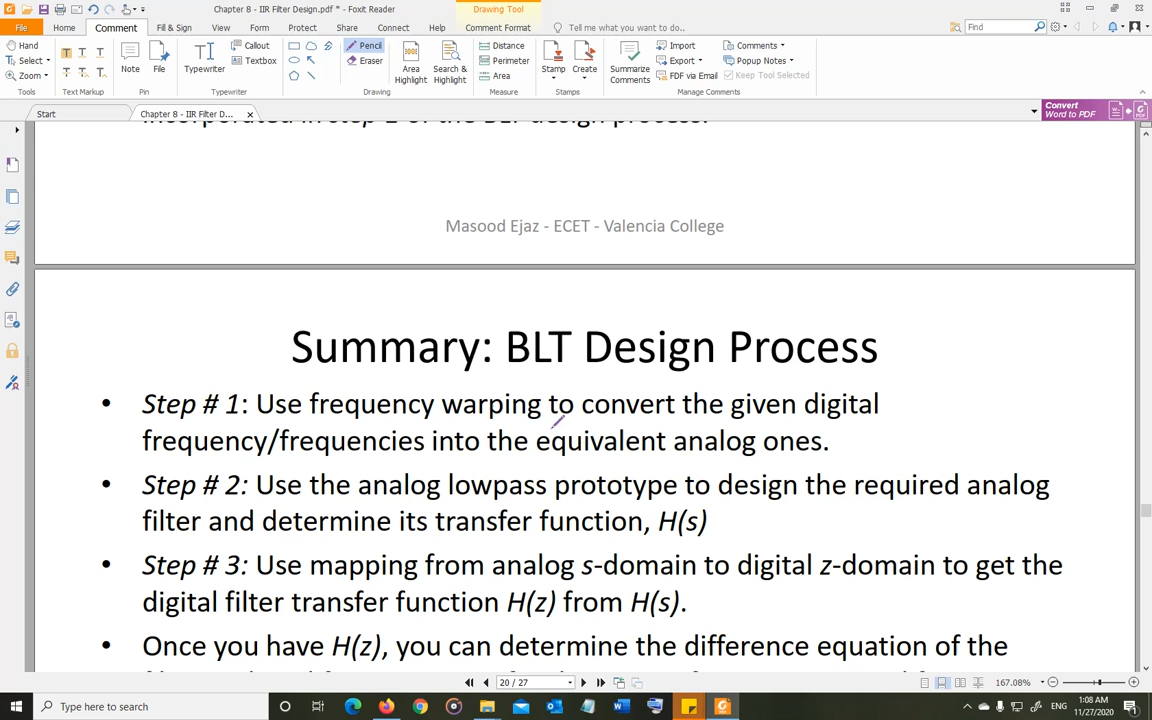 Chapter 8 - IIR Filter Design.pdf * - Foxit Reader
Drawing Tool
File Home Comment Fill & Sign View Form Protect Share Connect Help Comment Format Tell me what you want to do... Find
Hand Select Zoom Tools
T T T T T T Text Markup
Note File Pin
Typewriter Callout Textbox Typewriter
Pencil Eraser Area Highlight Search & Highlight Drawing
Distance Perimeter Area Measure
Stamp Create Stamps
Summarize Comments Import Export FDF via Email Comments Popup Notes Keep Tool Selected Manage Comments
Start Chapter 8 - IIR Filter D... Convert Word to PDF
Masood Ejaz - ECET - Valencia College
Summary: BLT Design Process
• Step # 1: Use frequency warping to convert the given digital
frequency/frequencies into the equivalent analog ones.
• Step # 2: Use the analog lowpass prototype to design the required analog
filter and determine its transfer function, H(s)
• Step # 3: Use mapping from analog s-domain to digital z-domain to get the
digital filter transfer function H(z) from H(s).
• Once you have H(z), you can determine the difference equation of the
20 / 27 167.08%
Type here to search ENG 1:08 AM
11/27/2020